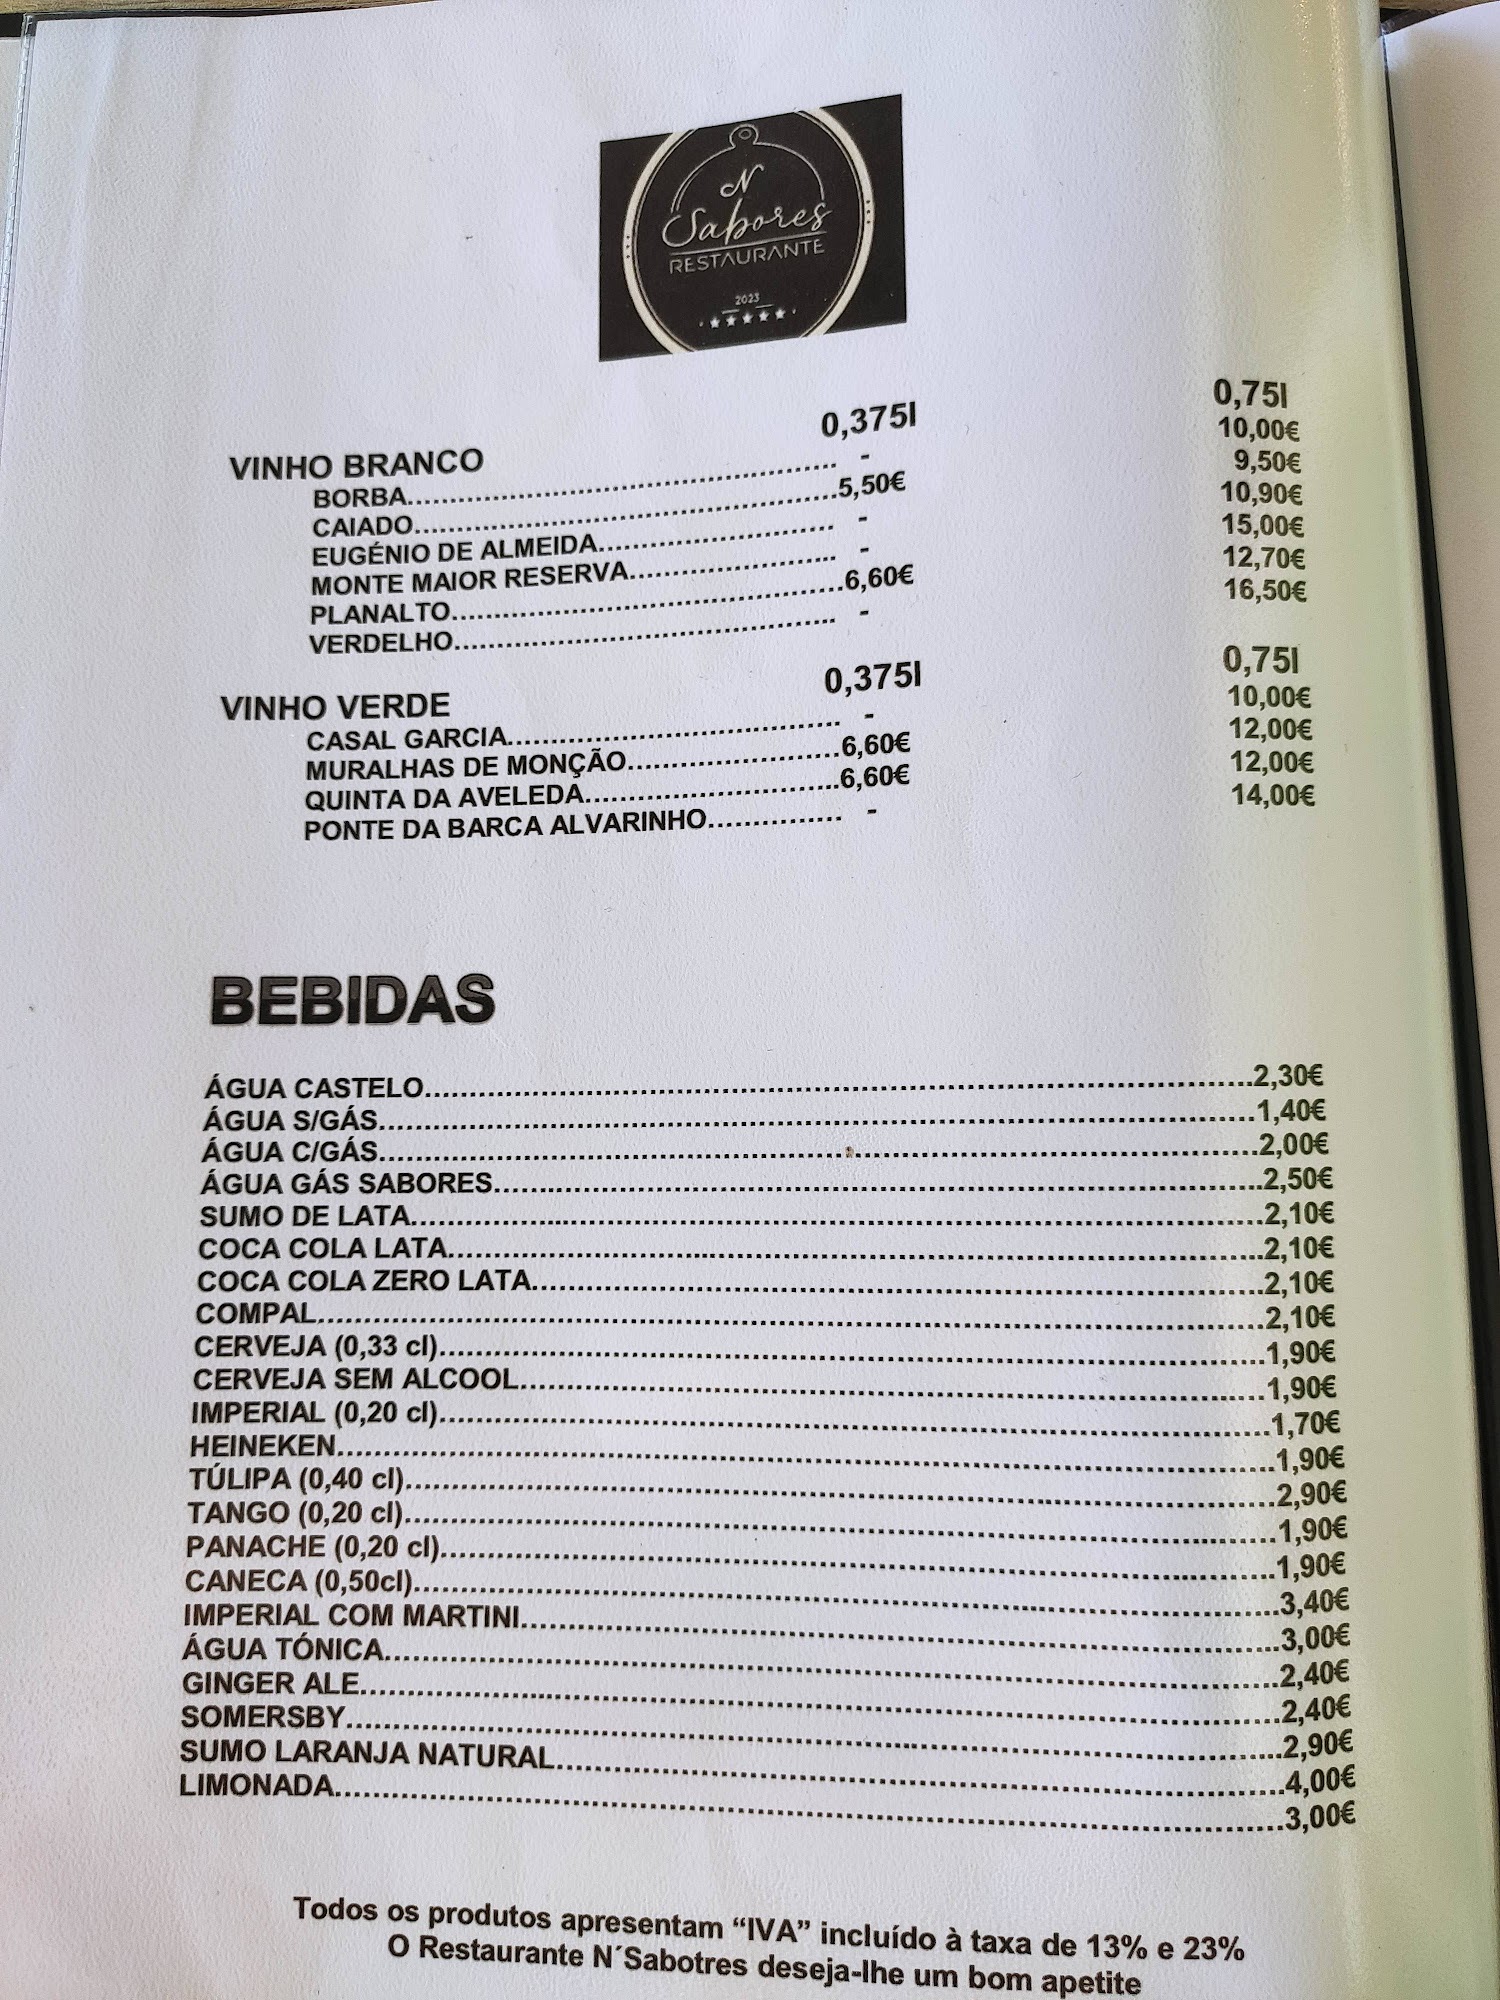 N
Sabores
RESTAURANTE
2023
VINHO BRANCO 0,375l 0,75l
BORBA - 10,00€
CAIADO 5,50€ 9,50€
EUGÉNIO DE ALMEIDA - 10,90€
MONTE MAIOR RESERVA - 15,00€
PLANALTO 6,60€ 12,70€
VERDELHO - 16,50€
VINHO VERDE 0,375l 0,75l
CASAL GARCIA - 10,00€
MURALHAS DE MONÇÃO 6,60€ 12,00€
QUINTA DA AVELEDA 6,60€ 12,00€
PONTE DA BARCA ALVARINHO - 14,00€
BEBIDAS
ÁGUA CASTELO 2,30€
ÁGUA S/GÁS 1,40€
ÁGUA C/GÁS 2,00€
ÁGUA GÁS SABORES 2,50€
SUMO DE LATA 2,10€
COCA COLA LATA 2,10€
COCA COLA ZERO LATA 2,10€
COMPAL 2,10€
CERVEJA (0,33 cl) 1,90€
CERVEJA SEM ALCOOL 1,90€
IMPERIAL (0,20 cl) 1,70€
HEINEKEN 1,90€
TÚLIPA (0,40 cl) 2,90€
TANGO (0,20 cl) 1,90€
PANACHE (0,20 cl) 1,90€
CANECA (0,50cl) 3,40€
IMPERIAL COM MARTINI 3,00€
ÁGUA TÓNICA 2,40€
GINGER ALE 2,40€
SOMERSBY 2,90€
SUMO LARANJA NATURAL 4,00€
LIMONADA 3,00€
Todos os produtos apresentam “IVA” incluído à taxa de 13% e 23%
O Restaurante N´Sabotres deseja-lhe um bom apetite